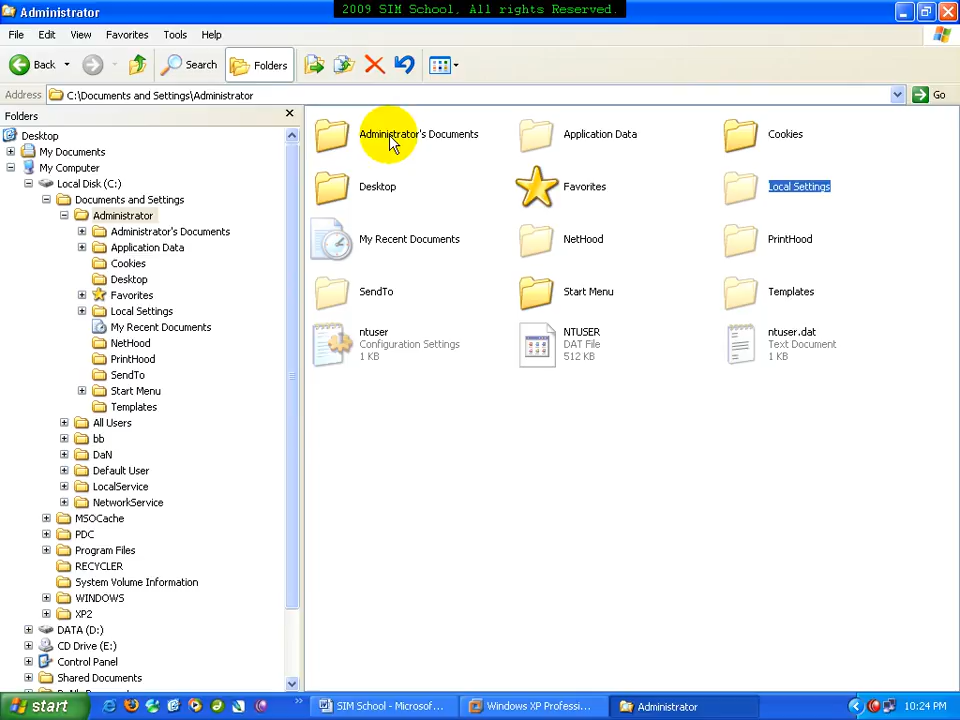 Administrator
2009 SIM School. All rights Reserved.
File Edit View Favorites Tools Help
Back Search Folders
Address C:\Documents and Settings\Administrator Go
Folders
Desktop
My Documents
My Computer
Local Disk (C:)
Documents and Settings
Administrator
Administrator's Documents
Application Data
Cookies
Desktop
Favorites
Local Settings
My Recent Documents
NetHood
PrintHood
SendTo
Start Menu
Templates
All Users
bb
DaN
Default User
LocalService
NetworkService
MSOCache
PDC
Program Files
RECYCLER
System Volume Information
WINDOWS
XP2
DATA (D:)
CD Drive (E:)
Control Panel
Shared Documents
Administrator's Documents Application Data Cookies
Desktop Favorites Local Settings
My Recent Documents NetHood PrintHood
SendTo Start Menu Templates
ntuser NTUSER ntuser.dat
Configuration Settings DAT File Text Document
1 KB 512 KB 1 KB
start SIM School - Microsof... Windows XP Professi... Administrator 10:24 PM